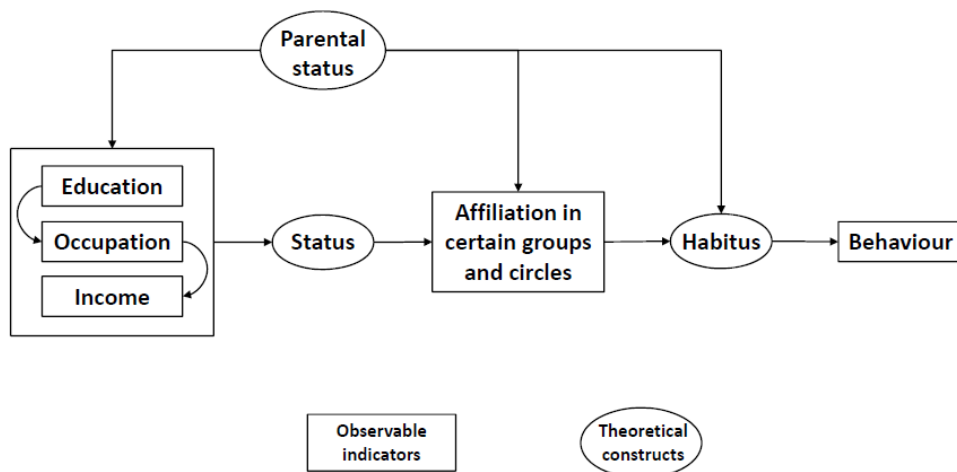 Parental
status
Education
Occupation
Income
Status
Affiliation in
certain groups
and circles
Habitus
Behaviour
Observable
indicators
Theoretical
constructs